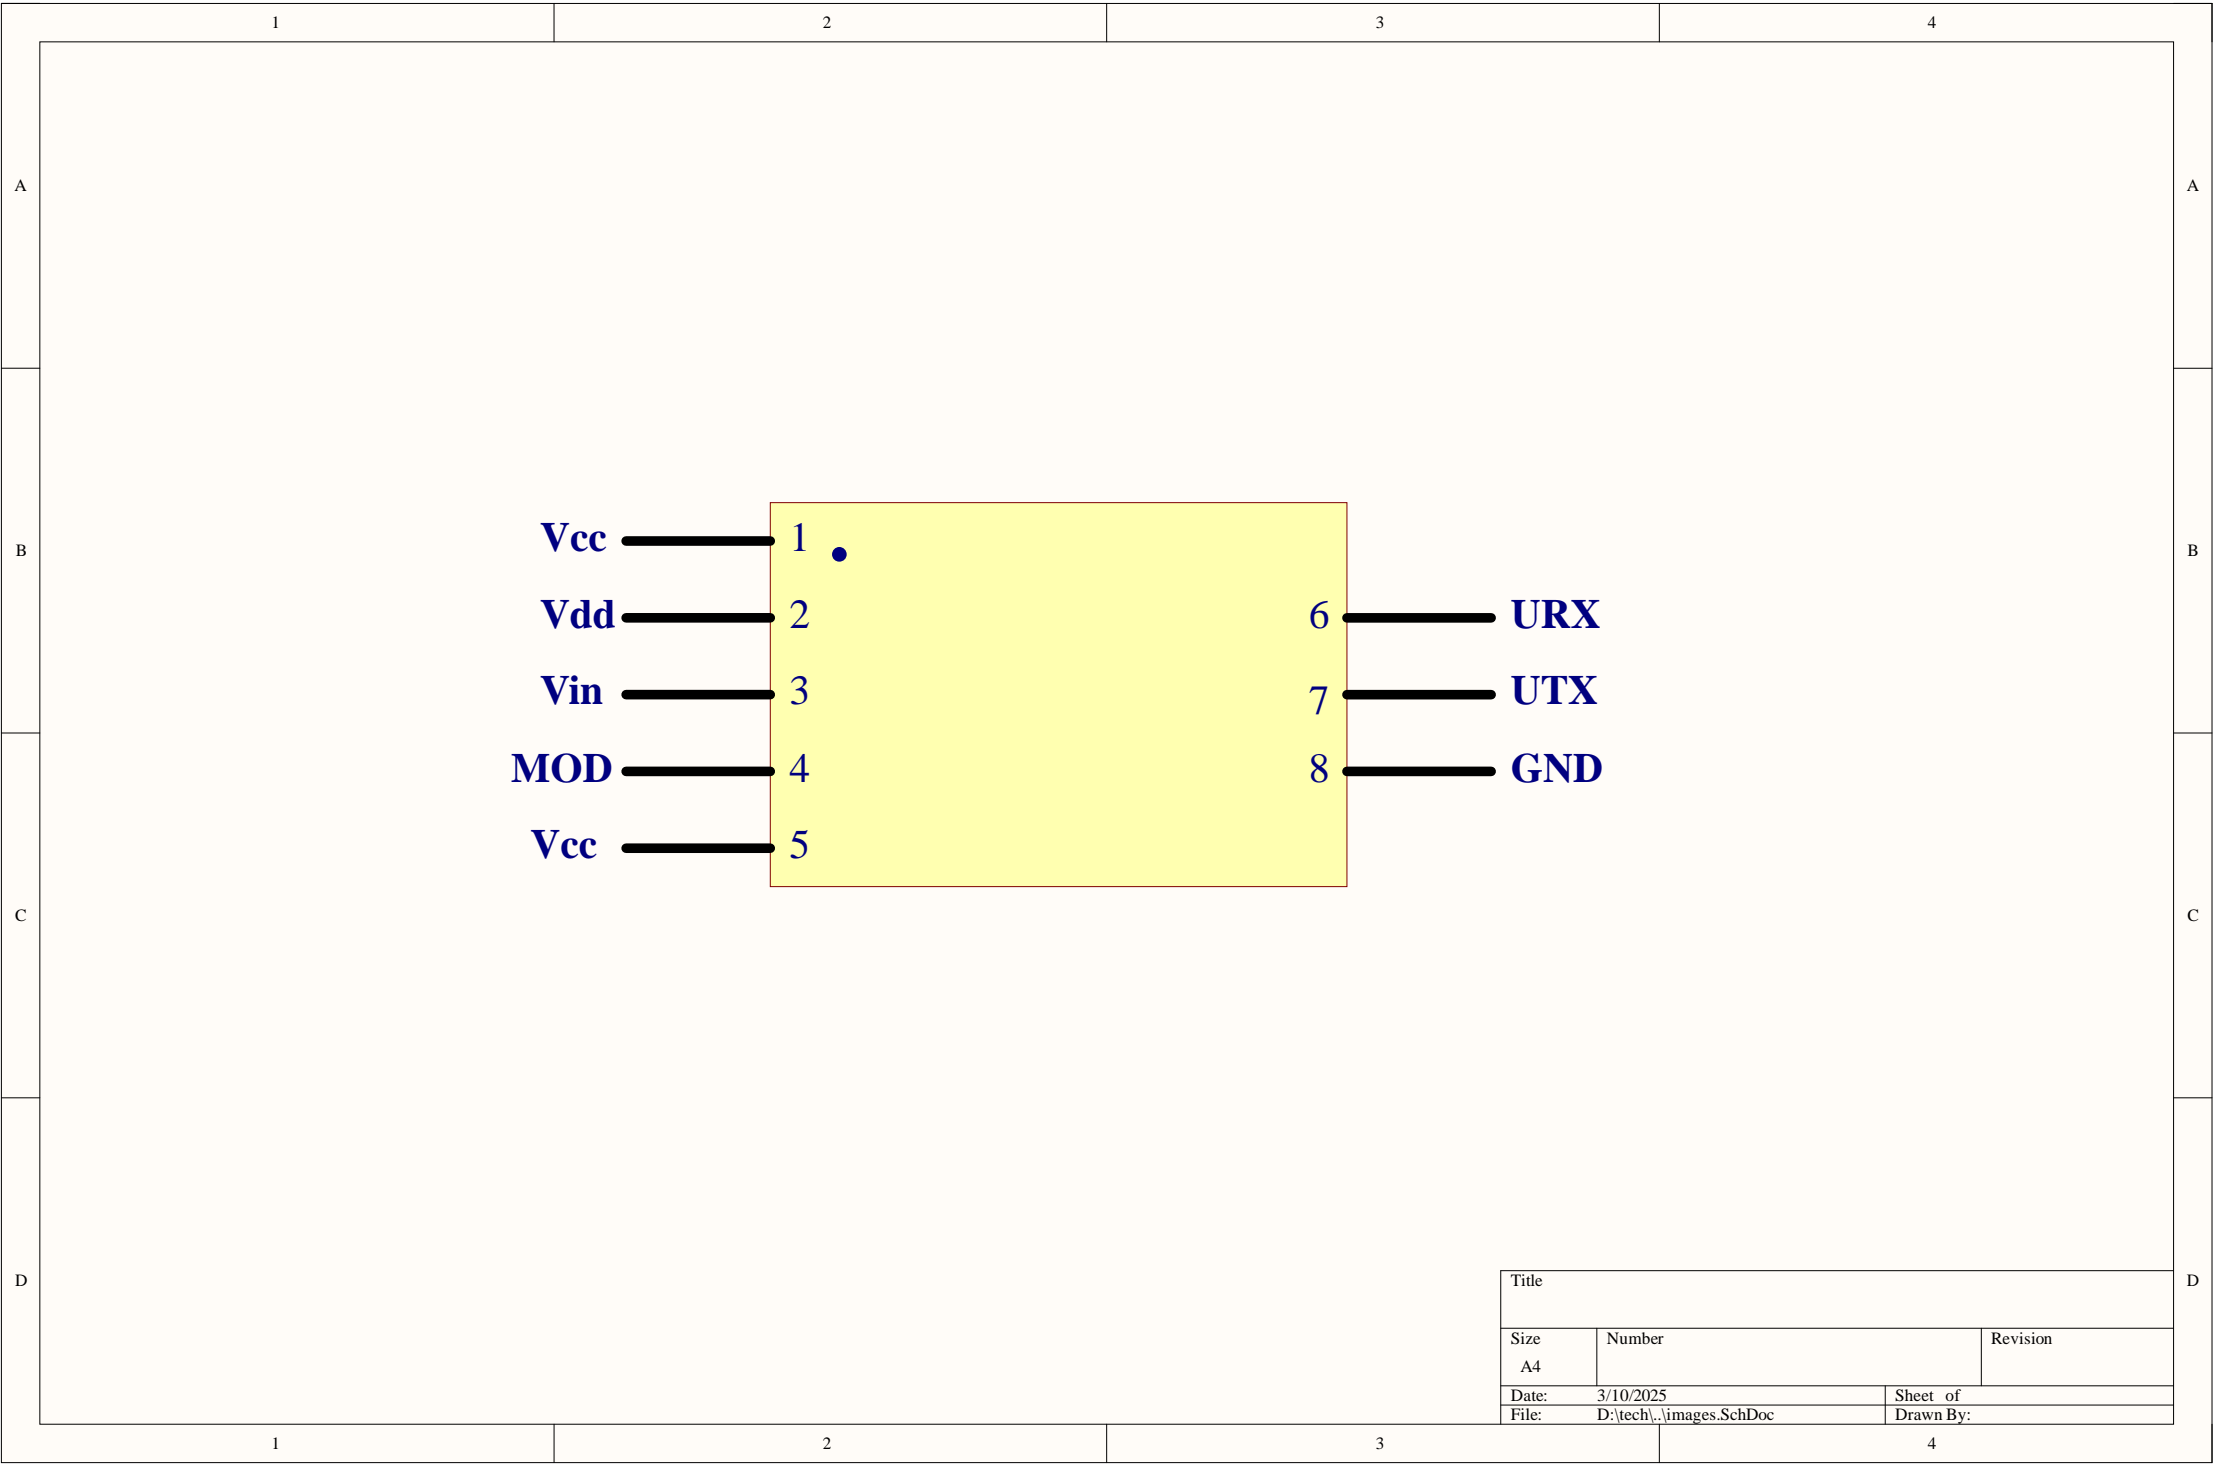 1 2 3 4
A A
Vcc 1
B B
Vdd 2 6 URX
Vin 3 7 UTX
MOD 4 8 GND
Vcc 5
C C
D D
Title
Size Number Revision
A4
Date: 3/10/2025 Sheet of
File: D:\tech\..\images.SchDoc Drawn By:
1 2 3 4